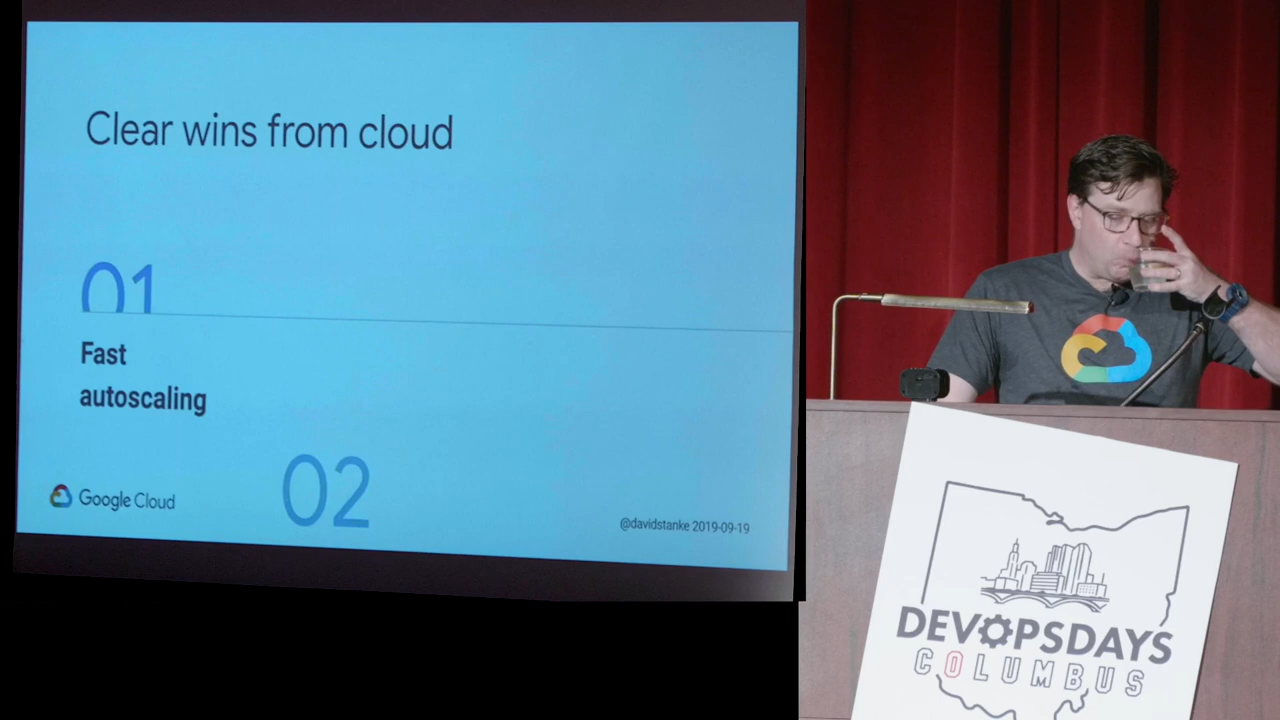 Clear wins from cloud
01
Fast
autoscaling
02
Google Cloud
@davidstanke 2019-09-19
DEVOPSDAYS
COLUMBUS